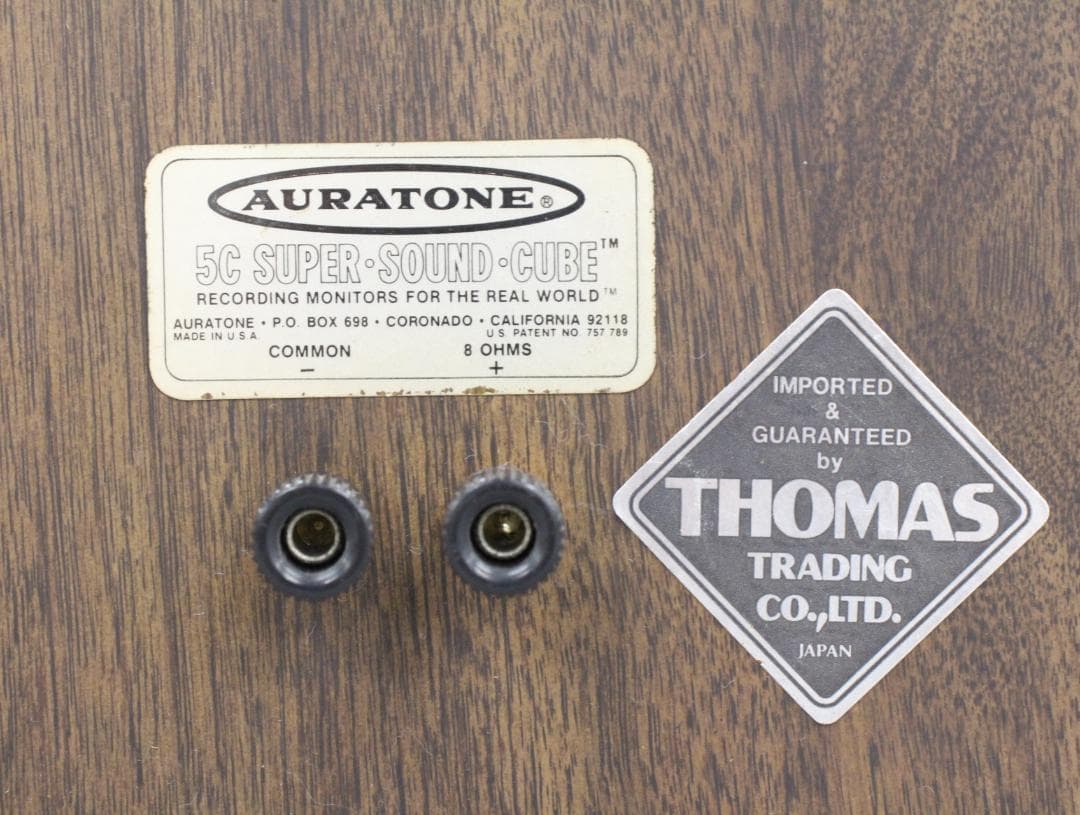 AURATONE®
5C SUPER·SOUND·CUBE™
RECORDING MONITORS FOR THE REAL WORLD™
AURATONE • P.O. BOX 698 • CORONADO • CALIFORNIA 92118
MADE IN U.S.A. U.S. PATENT NO. 757 789
COMMON 8 OHMS
− +
IMPORTED
&
GUARANTEED
by
THOMAS
TRADING
CO.,LTD.
JAPAN